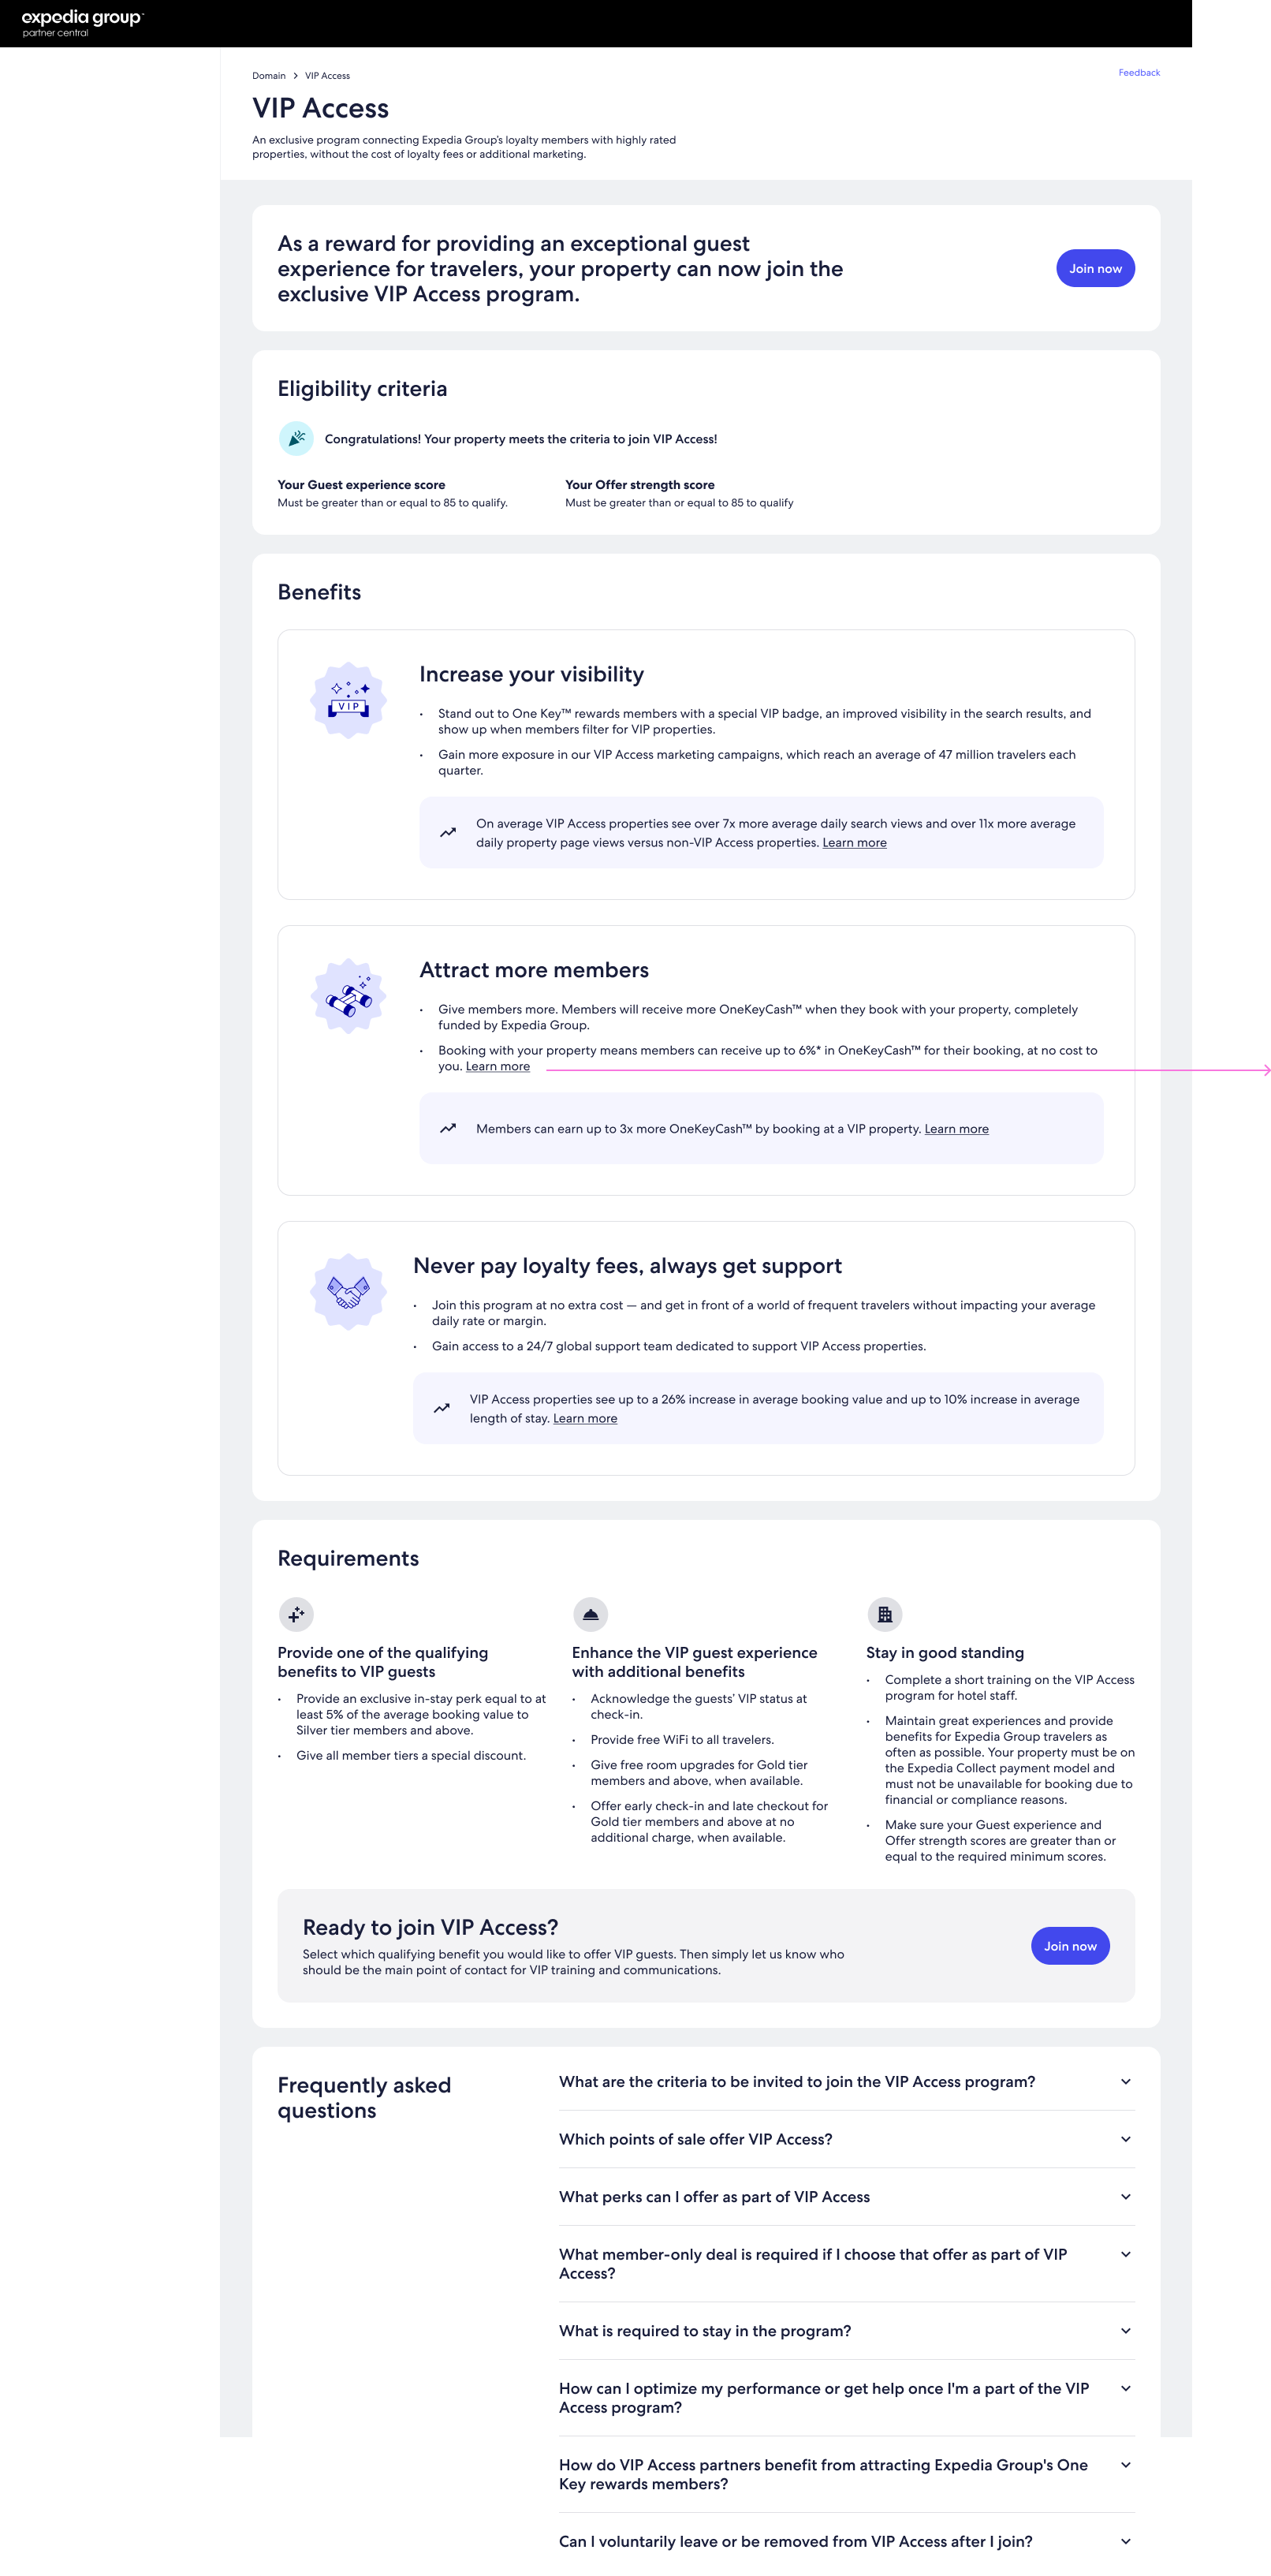 expedia group™
partner central
Domain > VIP Access
Feedback
VIP Access
An exclusive program connecting Expedia Group's loyalty members with highly rated
properties, without the cost of loyalty fees or additional marketing.
As a reward for providing an exceptional guest
experience for travelers, your property can now join the
exclusive VIP Access program.
Join now
Eligibility criteria
Congratulations! Your property meets the criteria to join VIP Access!
Your Guest experience score
Must be greater than or equal to 85 to qualify.
Your Offer strength score
Must be greater than or equal to 85 to qualify
Benefits
VIP
Increase your visibility
• Stand out to One Key™ rewards members with a special VIP badge, an improved visibility in the search results, and
show up when members filter for VIP properties.
• Gain more exposure in our VIP Access marketing campaigns, which reach an average of 47 million travelers each
quarter.
On average VIP Access properties see over 7x more average daily search views and over 11x more average
daily property page views versus non-VIP Access properties. Learn more
Attract more members
• Give members more. Members will receive more OneKeyCash™ when they book with your property, completely
funded by Expedia Group.
• Booking with your property means members can receive up to 6%* in OneKeyCash™ for their booking, at no cost to
you. Learn more
Members can earn up to 3x more OneKeyCash™ by booking at a VIP property. Learn more
Never pay loyalty fees, always get support
• Join this program at no extra cost — and get in front of a world of frequent travelers without impacting your average
daily rate or margin.
• Gain access to a 24/7 global support team dedicated to support VIP Access properties.
VIP Access properties see up to a 26% increase in average booking value and up to 10% increase in average
length of stay. Learn more
Requirements
Provide one of the qualifying
benefits to VIP guests
• Provide an exclusive in-stay perk equal to at
least 5% of the average booking value to
Silver tier members and above.
• Give all member tiers a special discount.
Enhance the VIP guest experience
with additional benefits
• Acknowledge the guests' VIP status at
check-in.
• Provide free WiFi to all travelers.
• Give free room upgrades for Gold tier
members and above, when available.
• Offer early check-in and late checkout for
Gold tier members and above at no
additional charge, when available.
Stay in good standing
• Complete a short training on the VIP Access
program for hotel staff.
• Maintain great experiences and provide
benefits for Expedia Group travelers as
often as possible. Your property must be on
the Expedia Collect payment model and
must not be unavailable for booking due to
financial or compliance reasons.
• Make sure your Guest experience and
Offer strength scores are greater than or
equal to the required minimum scores.
Ready to join VIP Access?
Select which qualifying benefit you would like to offer VIP guests. Then simply let us know who
should be the main point of contact for VIP training and communications.
Join now
Frequently asked
questions
What are the criteria to be invited to join the VIP Access program?
Which points of sale offer VIP Access?
What perks can I offer as part of VIP Access
What member-only deal is required if I choose that offer as part of VIP
Access?
What is required to stay in the program?
How can I optimize my performance or get help once I'm a part of the VIP
Access program?
How do VIP Access partners benefit from attracting Expedia Group's One
Key rewards members?
Can I voluntarily leave or be removed from VIP Access after I join?